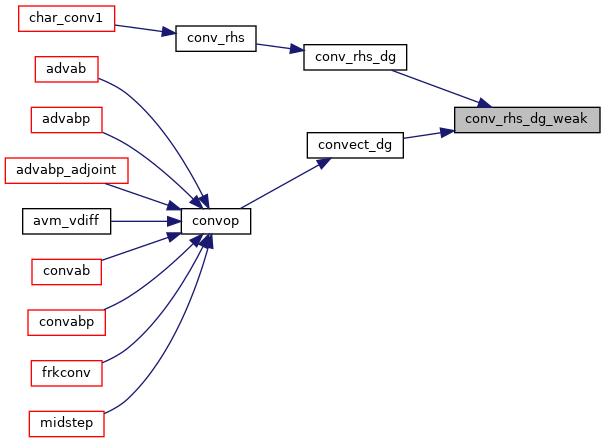 char_conv1
conv_rhs
conv_rhs_dg
advab
conv_rhs_dg_weak
advabp
convect_dg
advabp_adjoint
avm_vdiff
convop
convab
convabp
frkconv
midstep